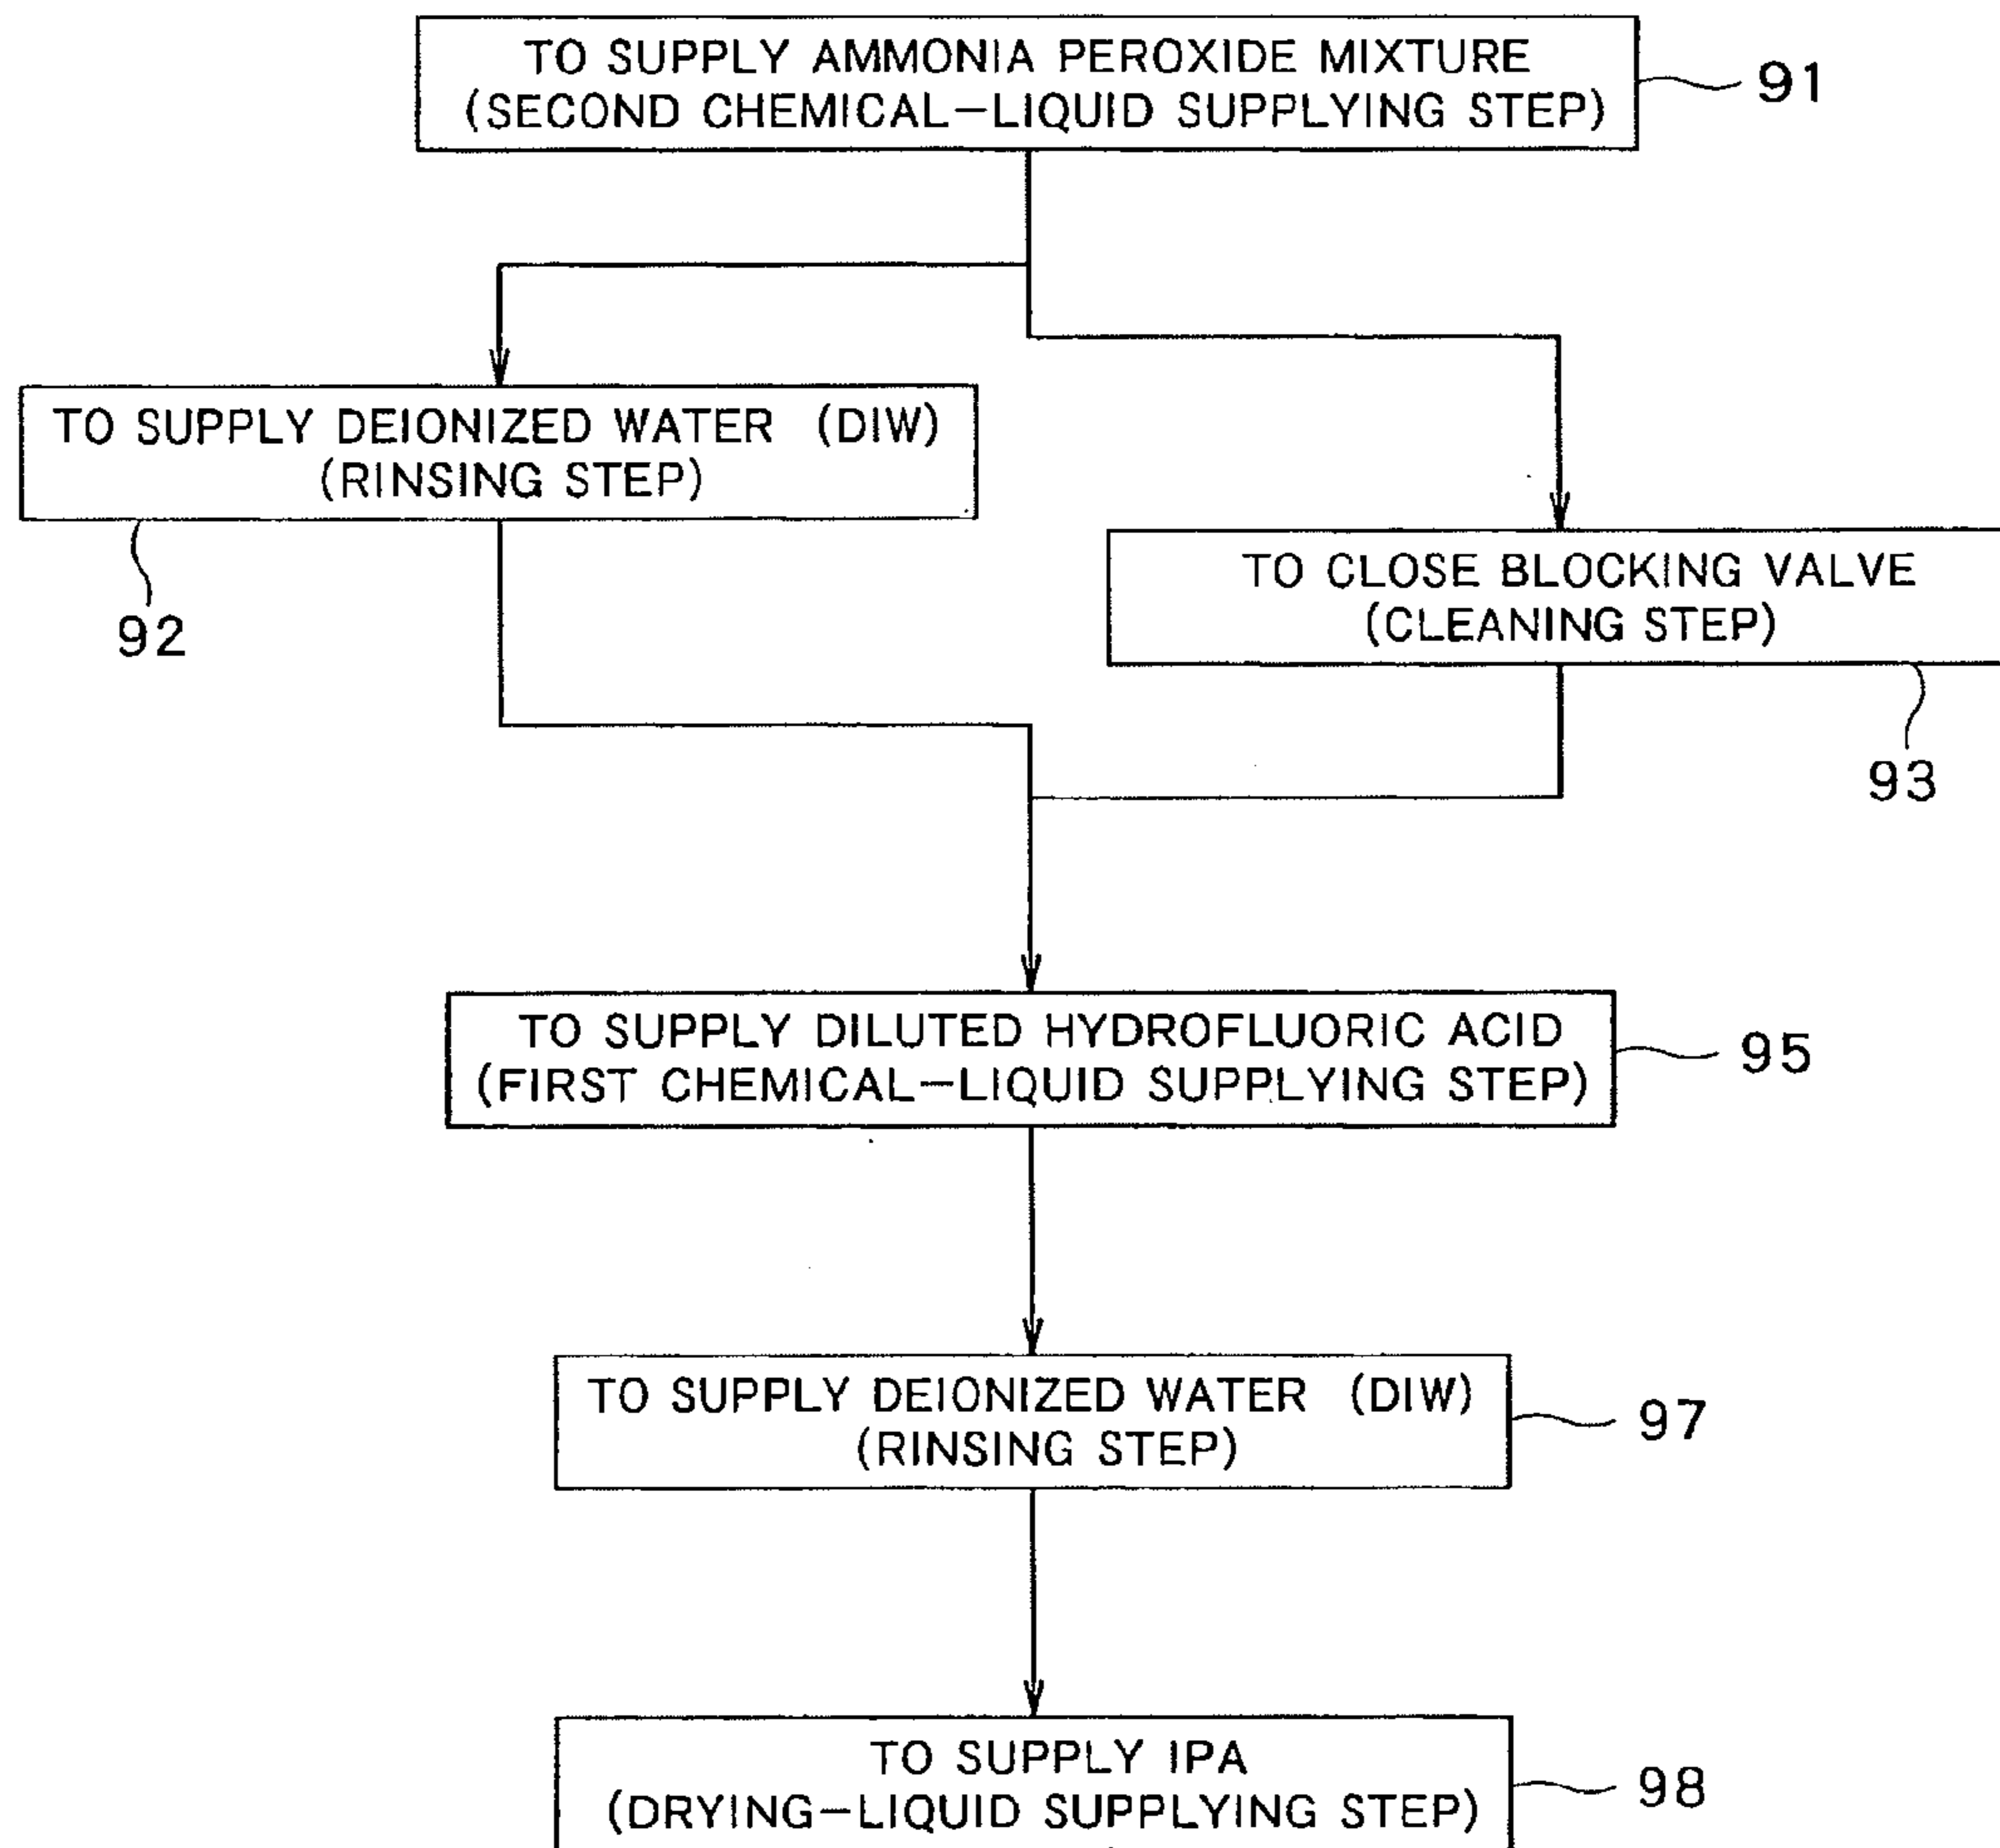 TO SUPPLY AMMONIA PEROXIDE MIXTURE
(SECOND CHEMICAL-LIQUID SUPPLYING STEP)
91
TO SUPPLY DEIONIZED WATER (DIW)
(RINSING STEP)
92
TO CLOSE BLOCKING VALVE
(CLEANING STEP)
93
TO SUPPLY DILUTED HYDROFLUORIC ACID
(FIRST CHEMICAL-LIQUID SUPPLYING STEP)
95
TO SUPPLY DEIONIZED WATER (DIW)
(RINSING STEP)
97
TO SUPPLY IPA
(DRYING-LIQUID SUPPLYING STEP)
98